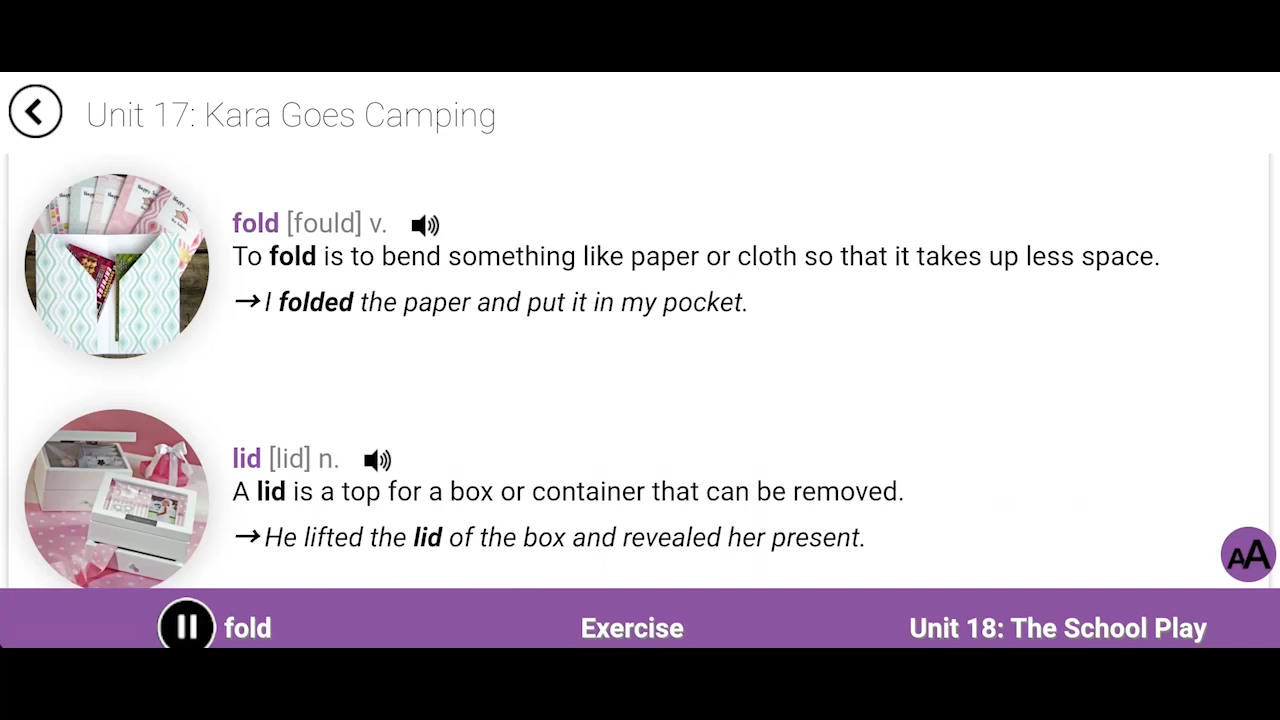 Unit 17: Kara Goes Camping
fold [fould] v.
To fold is to bend something like paper or cloth so that it takes up less space.
→ I folded the paper and put it in my pocket.
lid [lid] n.
A lid is a top for a box or container that can be removed.
→ He lifted the lid of the box and revealed her present.
AA
fold
Exercise
Unit 18: The School Play